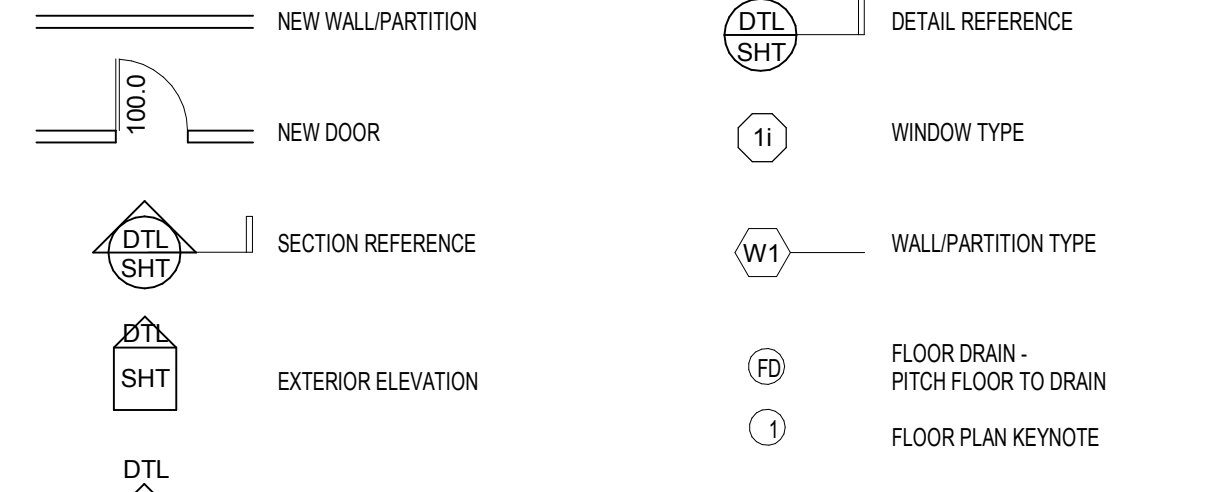 NEW WALL/PARTITION
100.0
NEW DOOR
DTL
SHT
SECTION REFERENCE
DTL
SHT
EXTERIOR ELEVATION
DTL
DTL
SHT
DETAIL REFERENCE
1i
WINDOW TYPE
W1
WALL/PARTITION TYPE
FD
FLOOR DRAIN -
PITCH FLOOR TO DRAIN
1
FLOOR PLAN KEYNOTE